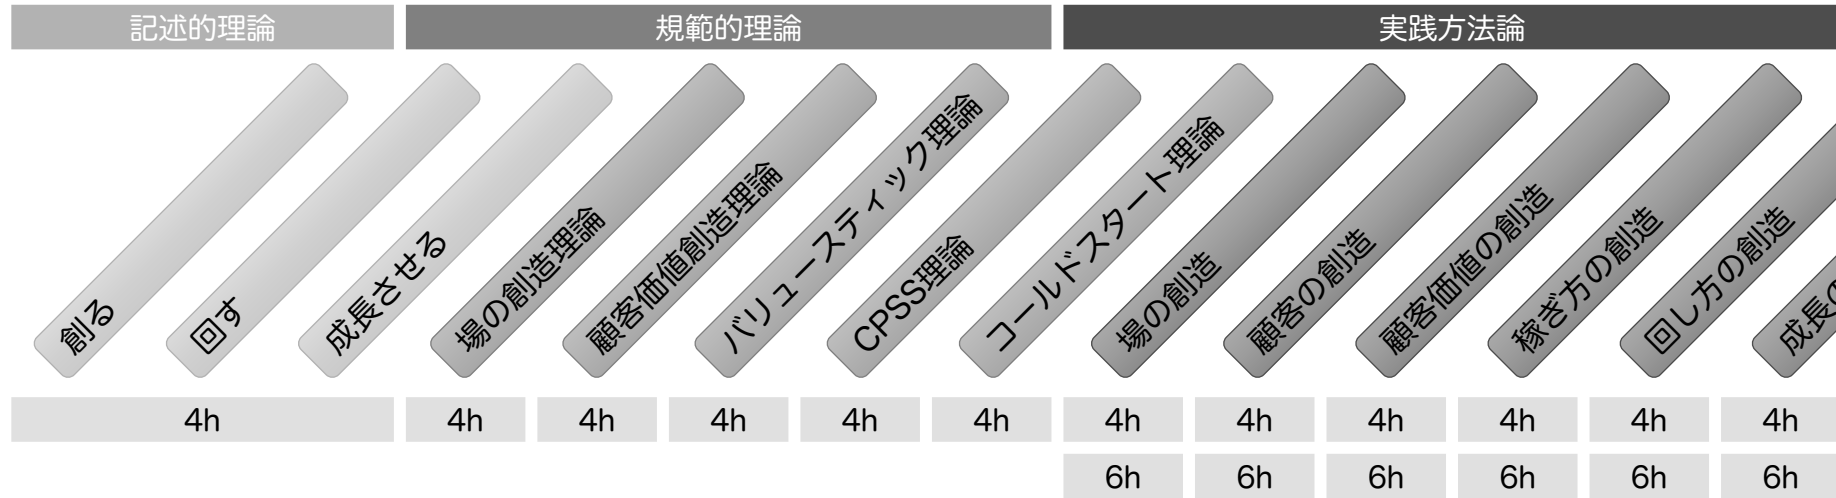 記述的理論
規範的理論
実践方法論
創る
回す
成長させる
場の創造理論
顧客価値創造理論
バリュースティック理論
CPSS理論
コールドスタート理論
場の創造
顧客の創造
顧客価値の創造
稼ぎ方の創造
回し方の創造
成長の
4h
4h
4h
4h
4h
4h
4h
4h
4h
4h
4h
4h
6h
6h
6h
6h
6h
6h